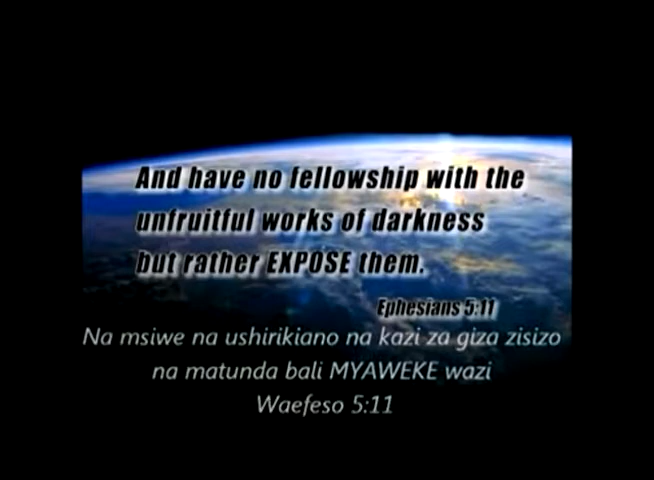 And have no fellowship with the
unfruitful works of darkness
but rather EXPOSE them.
Ephesians 5:11
Na msiwe na ushirikiano na kazi za giza zisizo
na matunda bali MYAWEKE wazi
Waefeso 5:11